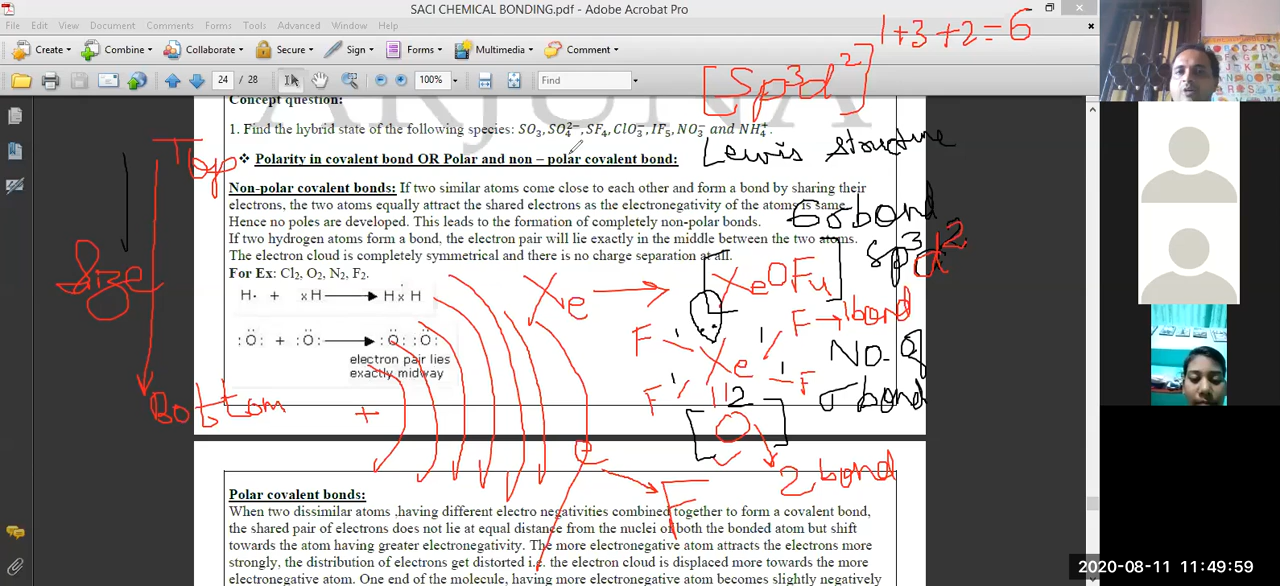 SACI CHEMICAL BONDING.pdf - Adobe Acrobat Pro
File Edit View Document Comments Forms Tools Advanced Window Help
Create Combine Collaborate Secure Sign Forms Multimedia Comment
24 / 28 100% Find
1+3+2=6
[Sp³d²]
Concept question:
ARJUNA
1. Find the hybrid state of the following species: SO₃, SO₄²⁻, SF₄, ClO₃⁻, IF₅, NO₃⁻ and NH₄⁺.
Lewis structure
❖ Polarity in covalent bond OR Polar and non – polar covalent bond:
Top
Non-polar covalent bonds: If two similar atoms come close to each other and form a bond by sharing their
electrons, the two atoms equally attract the shared electrons as the electronegativity of the atoms is same.
Hence no poles are developed. This leads to the formation of completely non-polar bonds.
If two hydrogen atoms form a bond, the electron pair will lie exactly in the middle between the two atoms.
The electron cloud is completely symmetrical and there is no charge separation at all.
6σ bond
sp³d²
Size
For Ex: Cl₂, O₂, N₂, F₂.
H· + xH → H ẋ H
:Ö: + :Ö: → :Ö: :Ö:
electron pair lies
exactly midway
Xe → XeOF₄
F F → 1 bond
Xe
F F
1 1 1 1
2
O
2 bond
No. of
σ bond
Bottom
+
e
F
Polar covalent bonds:
When two dissimilar atoms ,having different electro negativities combined together to form a covalent bond,
the shared pair of electrons does not lie at equal distance from the nuclei of both the bonded atom but shift
towards the atom having greater electronegativity. The more electronegative atom attracts the electrons more
strongly, the distribution of electrons get distorted i.e. the electron cloud is displaced more towards the more
electronegative atom. One end of the molecule, having more electronegative atom becomes slightly negatively
2020-08-11 11:49:59